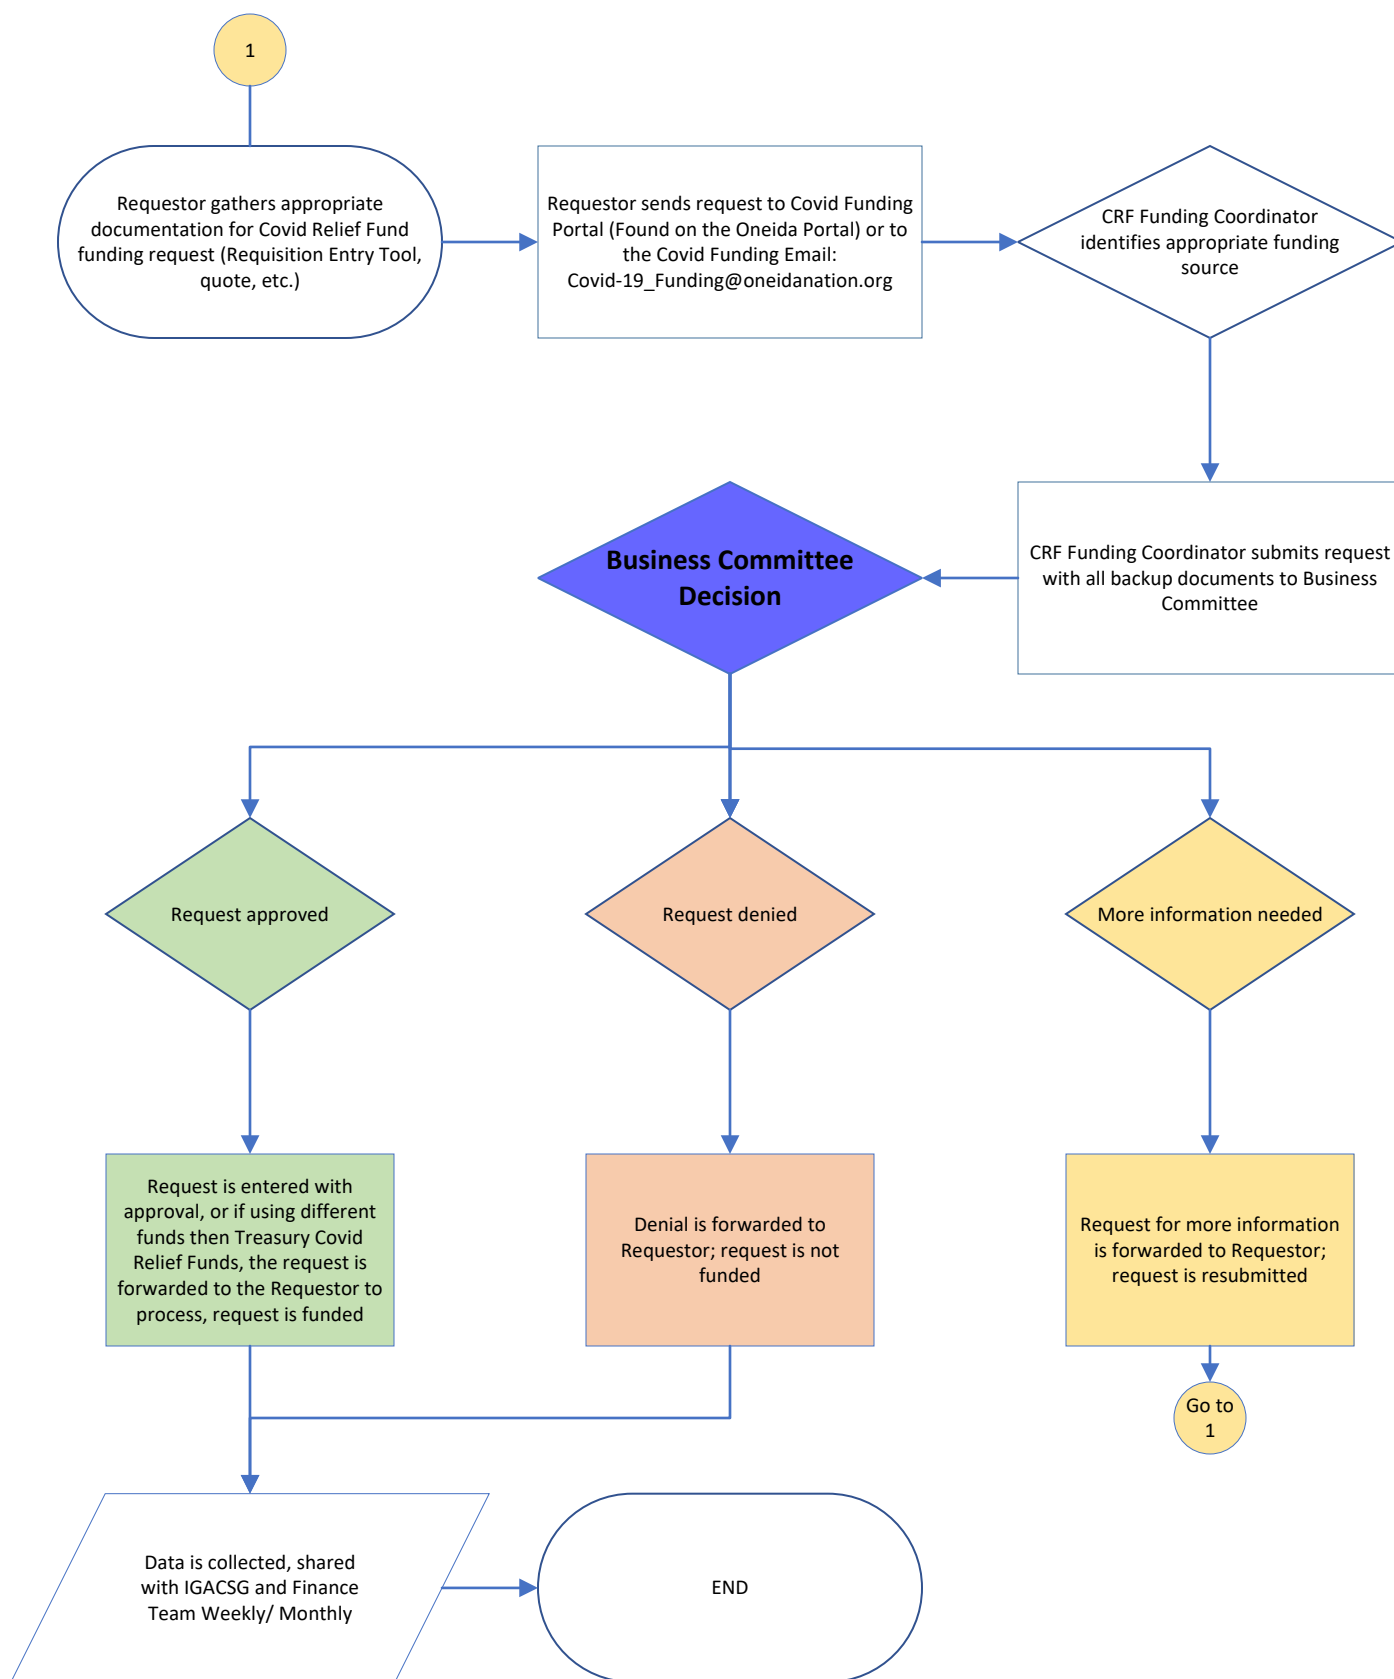 1
Requestor gathers appropriate
documentation for Covid Relief Fund
funding request (Requisition Entry Tool,
quote, etc.)
Requestor sends request to Covid Funding
Portal (Found on the Oneida Portal) or to
the Covid Funding Email:
Covid-19_Funding@oneidanation.org
CRF Funding Coordinator
identifies appropriate funding
source
CRF Funding Coordinator submits request
with all backup documents to Business
Committee
Business Committee
Decision
Request approved
Request denied
More information needed
Request is entered with
approval, or if using different
funds then Treasury Covid
Relief Funds, the request is
forwarded to the Requestor to
process, request is funded
Denial is forwarded to
Requestor; request is not
funded
Request for more information
is forwarded to Requestor;
request is resubmitted
Go to
1
Data is collected, shared
with IGACSG and Finance
Team Weekly/ Monthly
END